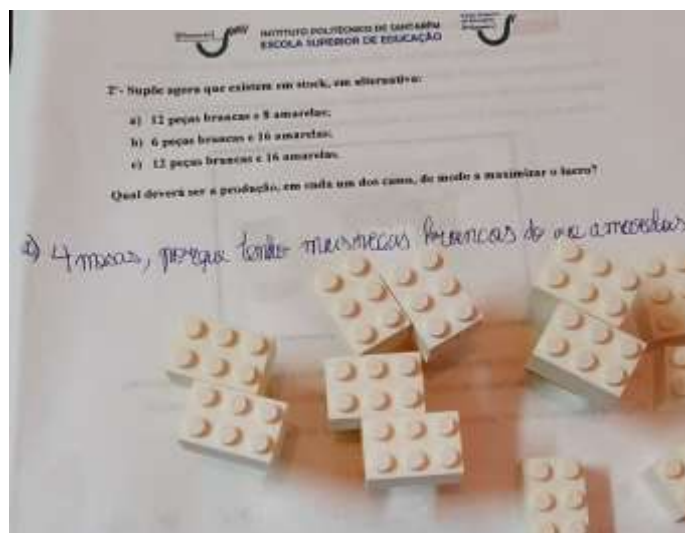 INSTITUTO POLITÉCNICO DE SANTARÉM
ESCOLA SUPERIOR DE EDUCAÇÃO
2ª- Supõe agora que existem em stock, em alternativa:
a) 12 peças brancas e 8 amarelas;
b) 6 peças brancas e 16 amarelas;
c) 12 peças brancas e 16 amarelas.
Qual deverá ser a produção, em cada um dos casos, de modo a maximizar o lucro?
4 mesas, porque tenho mais peças brancas do que amarelas